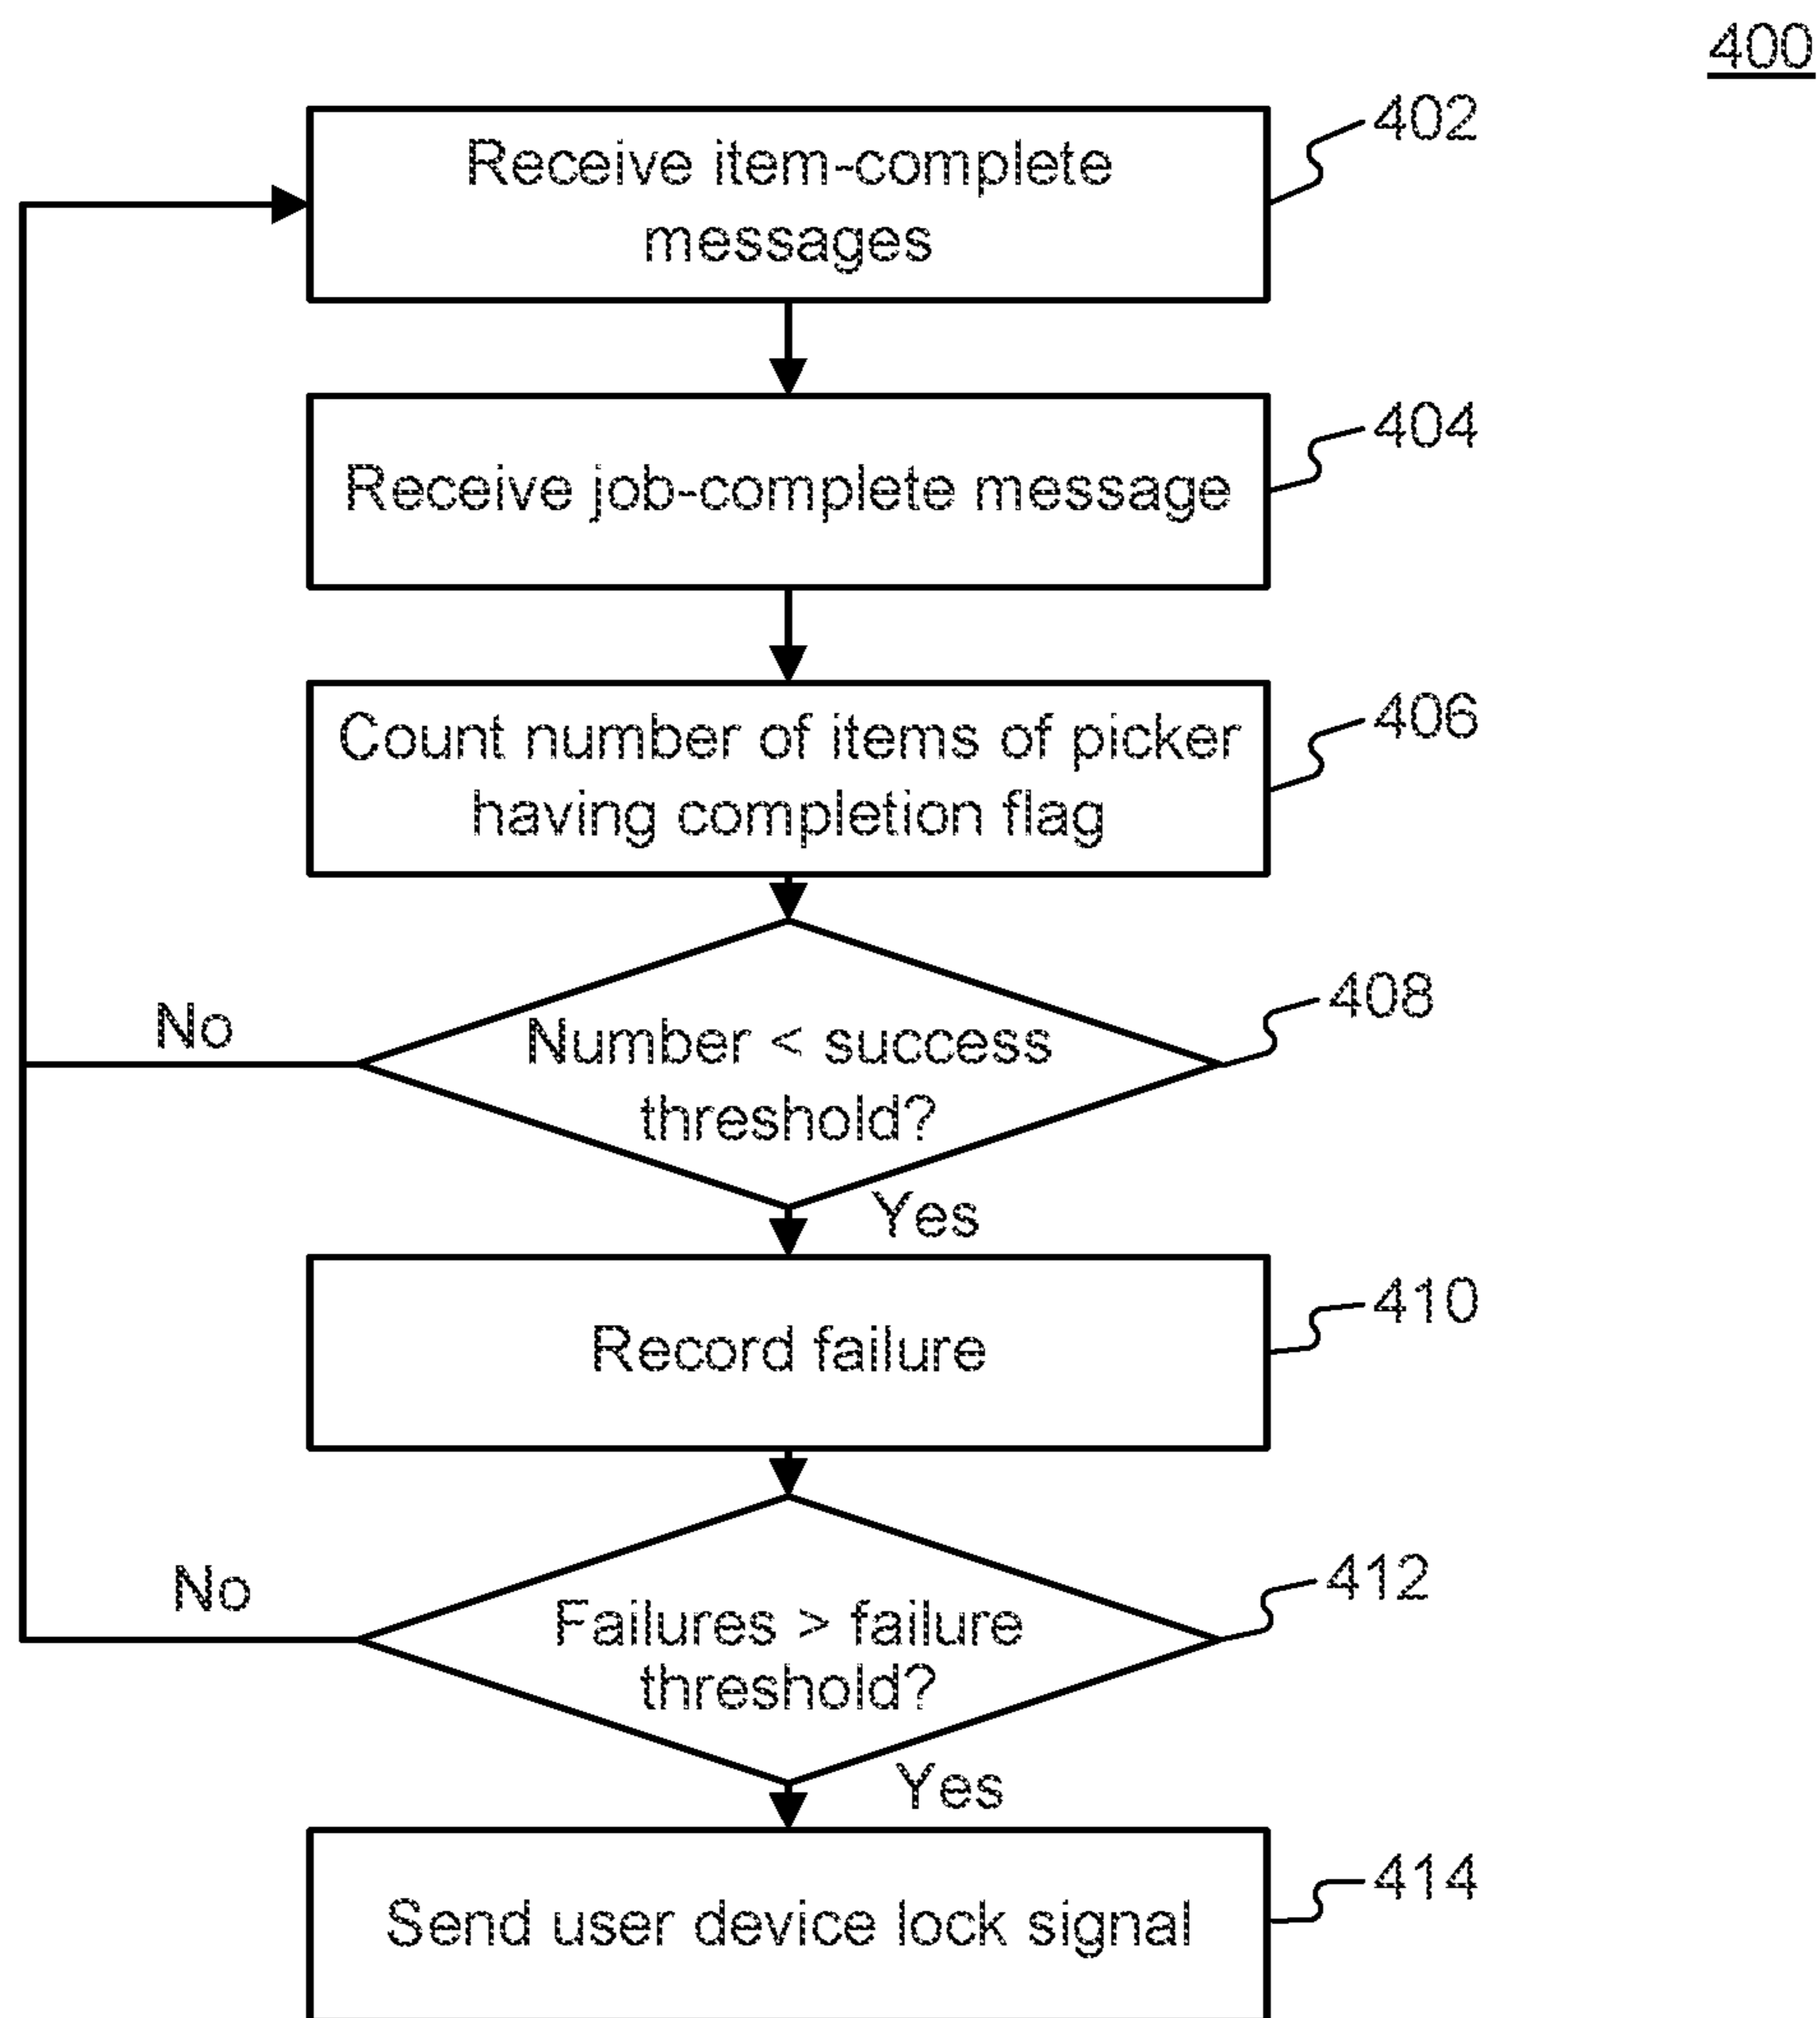 400
402
Receive item-complete
messages
404
Receive job-complete message
406
Count number of items of picker
having completion flag
408
No
Number < success
threshold?
Yes
410
Record failure
412
No
Failures > failure
threshold?
Yes
414
Send user device lock signal